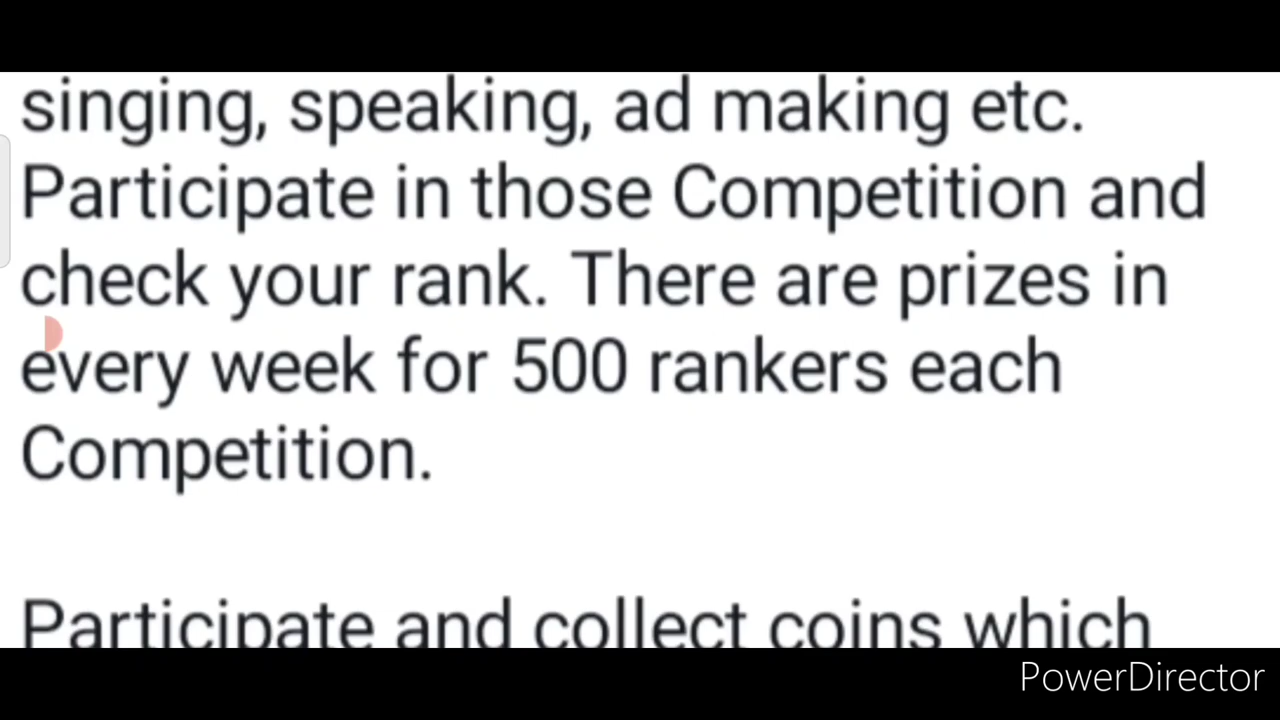 singing, speaking, ad making etc.
Participate in those Competition and
check your rank. There are prizes in
every week for 500 rankers each
Competition.
Participate and collect coins which
PowerDirector